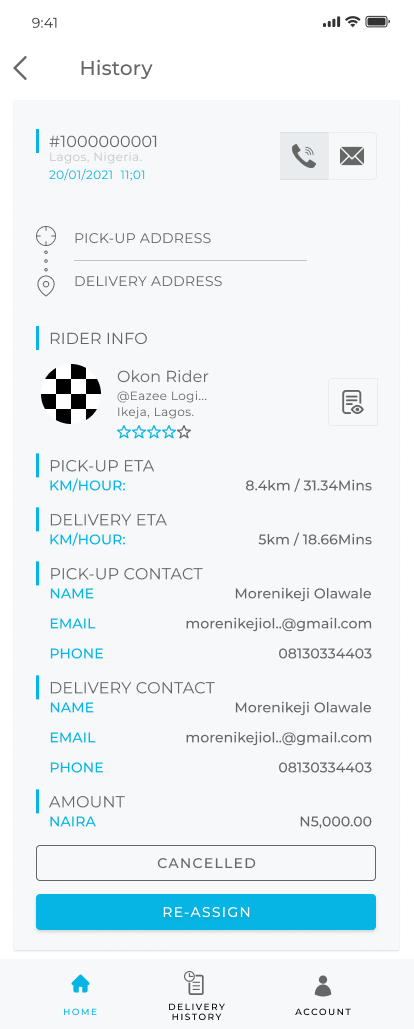 9:41
History
#1000000001
Lagos, Nigeria.
20/01/2021 11;01
PICK-UP ADDRESS
DELIVERY ADDRESS
RIDER INFO
Okon Rider
@Eazee Logi...
Ikeja, Lagos.
PICK-UP ETA
KM/HOUR: 8.4km / 31.34Mins
DELIVERY ETA
KM/HOUR: 5km / 18.66Mins
PICK-UP CONTACT
NAME Morenikeji Olawale
EMAIL morenikejiol..@gmail.com
PHONE 08130334403
DELIVERY CONTACT
NAME Morenikeji Olawale
EMAIL morenikejiol..@gmail.com
PHONE 08130334403
AMOUNT
NAIRA N5,000.00
CANCELLED
RE-ASSIGN
HOME
DELIVERY
HISTORY
ACCOUNT